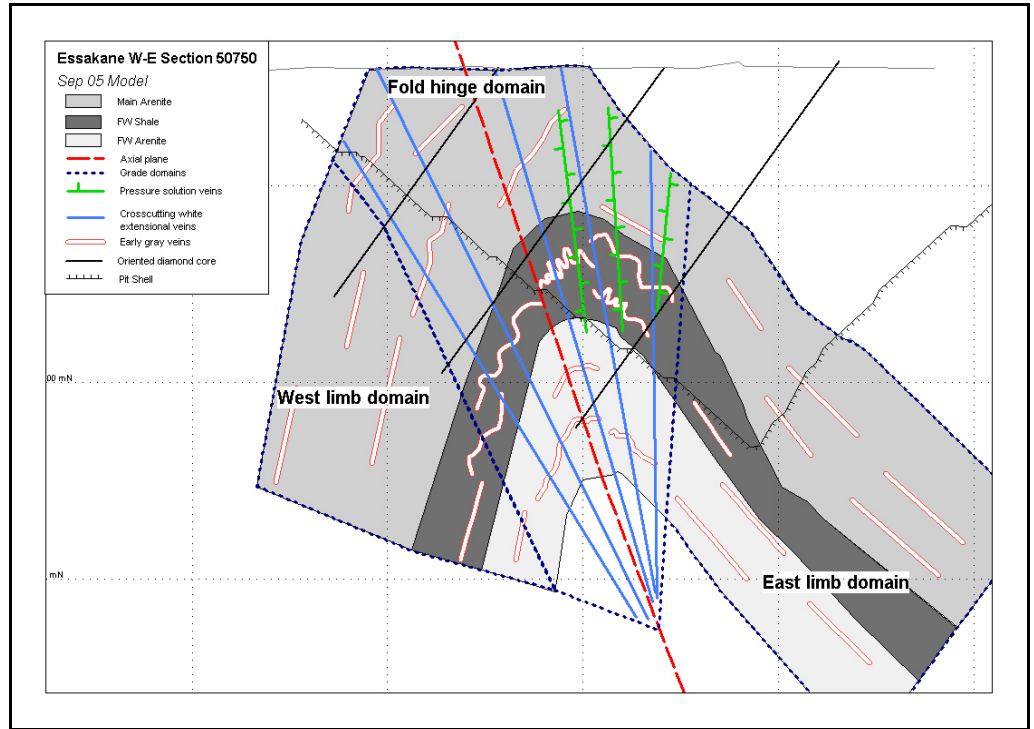 Essakane W-E Section 50750
Sep 05 Model
Main Arenite
FW Shale
FW Arenite
Axial plane
Grade domains
Pressure solution veins
Crosscutting white
extensional veins
Early gray veins
Oriented diamond core
Pit Shell
Fold hinge domain
00 mN
West limb domain
mN
East limb domain